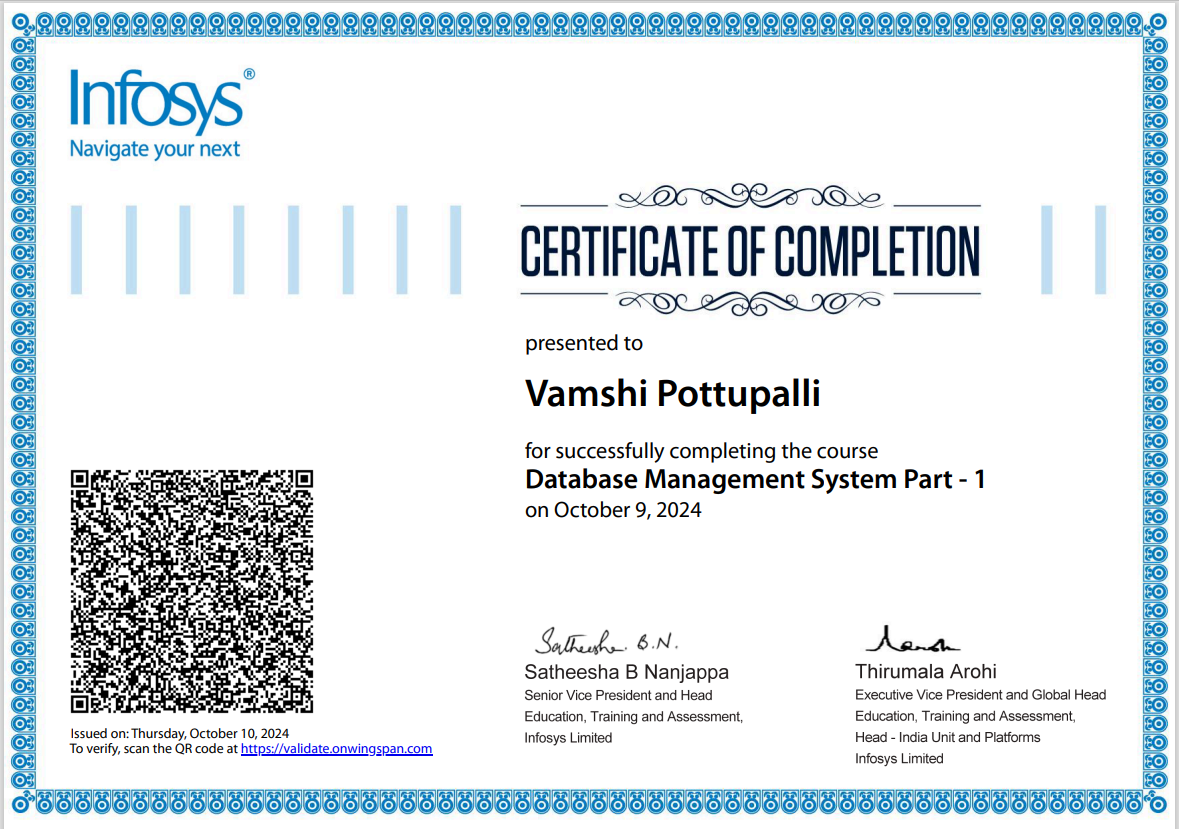 Infosys®
Navigate your next
CERTIFICATE OF COMPLETION
presented to
Vamshi Pottupalli
for successfully completing the course
Database Management System Part - 1
on October 9, 2024
Issued on: Thursday, October 10, 2024
To verify, scan the QR code at https://validate.onwingspan.com
Satheesha B.N.
Satheesha B Nanjappa
Senior Vice President and Head
Education, Training and Assessment,
Infosys Limited
Thirumala Arohi
Executive Vice President and Global Head
Education, Training and Assessment,
Head - India Unit and Platforms
Infosys Limited